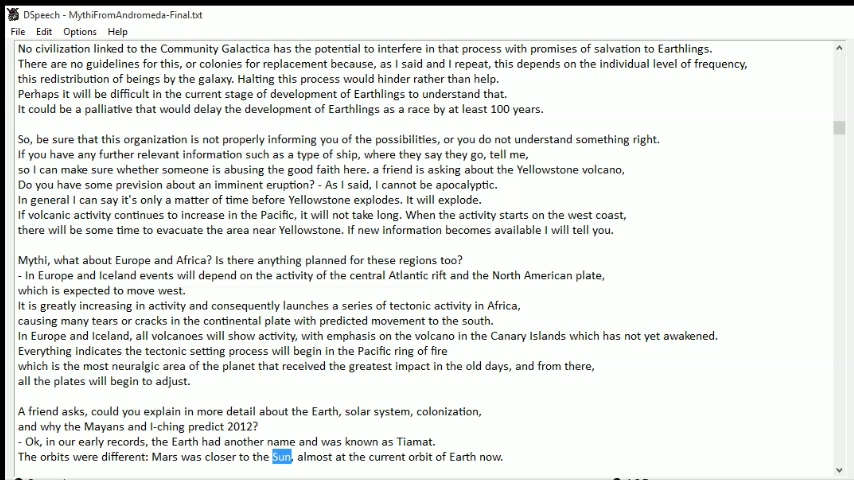 DSpeech - MythiFromAndromeda-Final.txt
File Edit Options Help
No civilization linked to the Community Galactica has the potential to interfere in that process with promises of salvation to Earthlings.
There are no guidelines for this, or colonies for replacement because, as I said and I repeat, this depends on the individual level of frequency,
this redistribution of beings by the galaxy. Halting this process would hinder rather than help.
Perhaps it will be difficult in the current stage of development of Earthlings to understand that.
It could be a palliative that would delay the development of Earthlings as a race by at least 100 years.
So, be sure that this organization is not properly informing you of the possibilities, or you do not understand something right.
If you have any further relevant information such as a type of ship, where they say they go, tell me,
so I can make sure whether someone is abusing the good faith here. a friend is asking about the Yellowstone volcano,
Do you have some prevision about an imminent eruption? - As I said, I cannot be apocalyptic.
In general I can say it's only a matter of time before Yellowstone explodes. It will explode.
If volcanic activity continues to increase in the Pacific, it will not take long. When the activity starts on the west coast,
there will be some time to evacuate the area near Yellowstone. If new information becomes available I will tell you.
Mythi, what about Europe and Africa? Is there anything planned for these regions too?
- In Europe and Iceland events will depend on the activity of the central Atlantic rift and the North American plate,
which is expected to move west.
It is greatly increasing in activity and consequently launches a series of tectonic activity in Africa,
causing many tears or cracks in the continental plate with predicted movement to the south.
In Europe and Iceland, all volcanoes will show activity, with emphasis on the volcano in the Canary Islands which has not yet awakened.
Everything indicates the tectonic setting process will begin in the Pacific ring of fire
which is the most neuralgic area of the planet that received the greatest impact in the old days, and from there,
all the plates will begin to adjust.
A friend asks, could you explain in more detail about the Earth, solar system, colonization,
and why the Mayans and I-ching predict 2012?
- Ok, in our early records, the Earth had another name and was known as Tiamat.
The orbits were different: Mars was closer to the Sun, almost at the current orbit of Earth now.